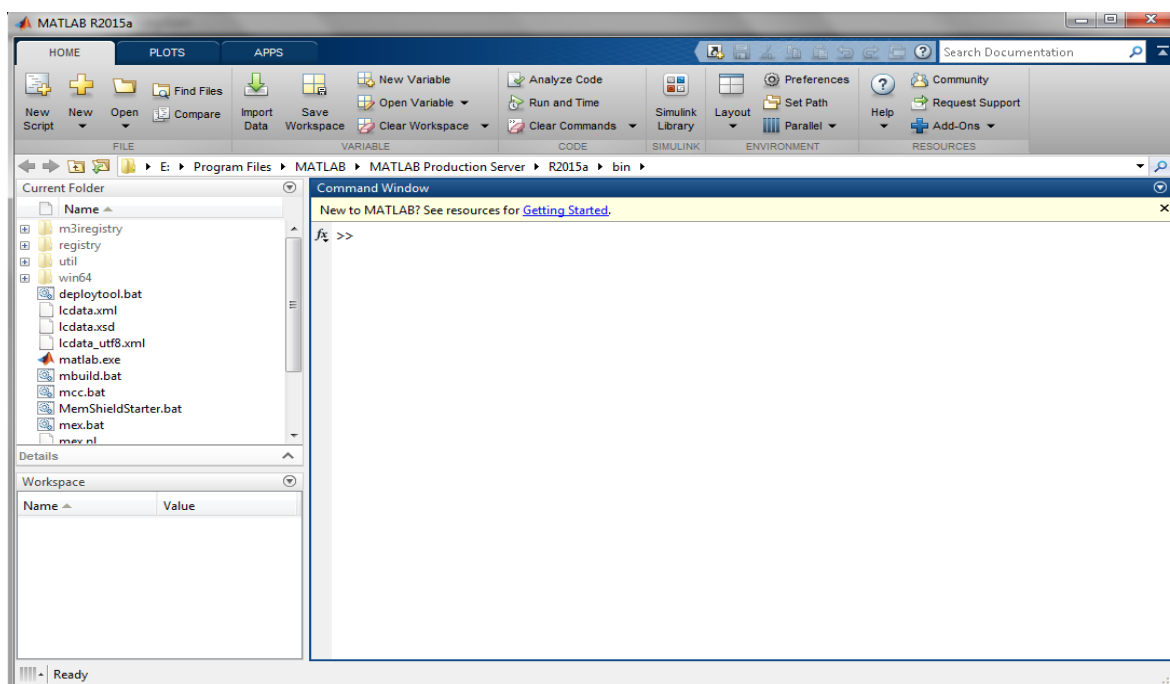 MATLAB R2015a
HOME PLOTS APPS
Search Documentation
New Script
New
Open
Find Files
Compare
Import Data
Save Workspace
New Variable
Open Variable
Clear Workspace
Analyze Code
Run and Time
Clear Commands
Simulink Library
Layout
Preferences
Set Path
Parallel
Help
Community
Request Support
Add-Ons
FILE VARIABLE CODE SIMULINK ENVIRONMENT RESOURCES
E: Program Files MATLAB MATLAB Production Server R2015a bin
Current Folder
Name
m3iregistry
registry
util
win64
deploytool.bat
lcdata.xml
lcdata.xsd
lcdata_utf8.xml
matlab.exe
mbuild.bat
mcc.bat
MemShieldStarter.bat
mex.bat
mex.pl
Details
Workspace
Name Value
Command Window
New to MATLAB? See resources for Getting Started.
fx >>
Ready